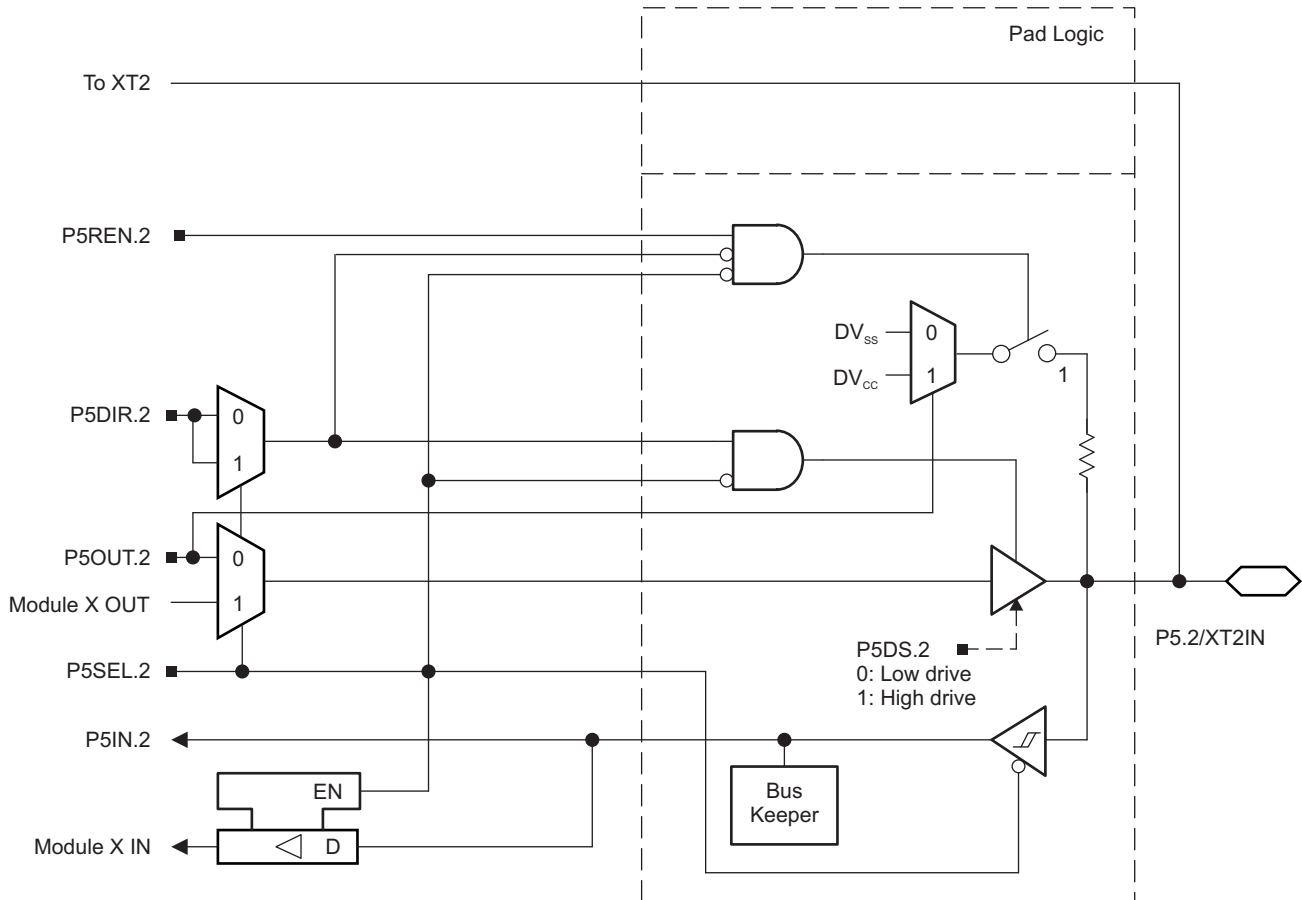 Pad Logic
To XT2
P5REN.2
DVSS
0
DVCC
1
1
P5DIR.2
0
1
P5OUT.2
0
Module X OUT
1
P5DS.2
0: Low drive
1: High drive
P5.2/XT2IN
P5SEL.2
P5IN.2
Bus
Keeper
EN
Module X IN
D